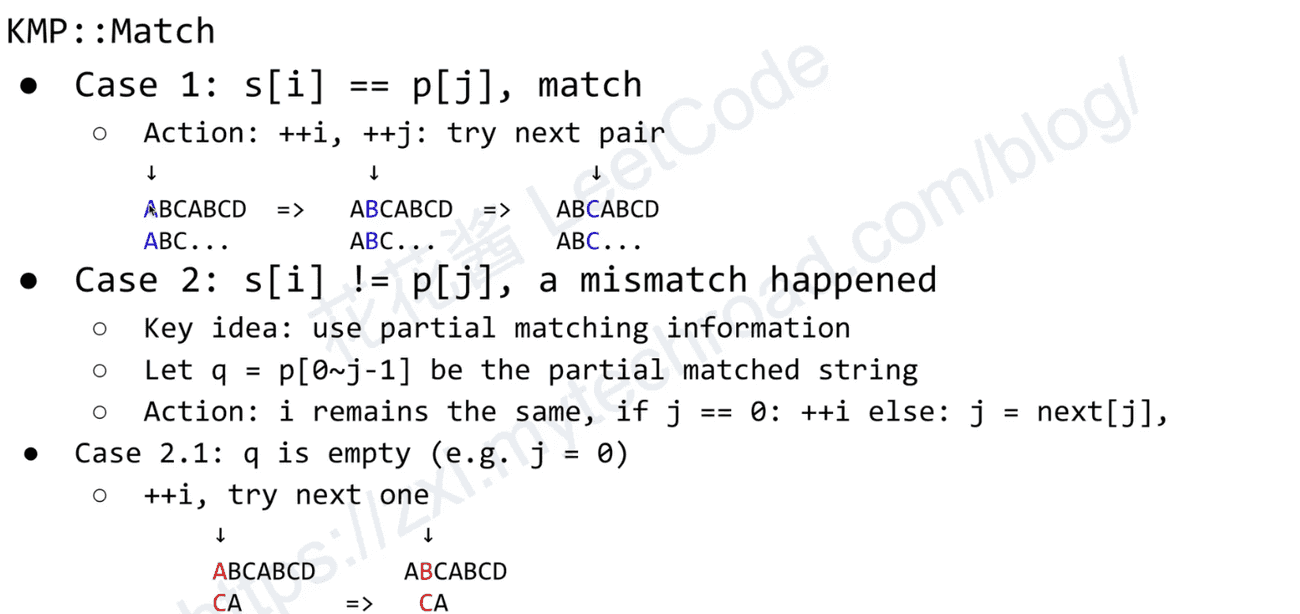 KMP::Match
● Case 1: s[i] == p[j], match
○ Action: ++i, ++j: try next pair
↓ ↓ ↓
ABCABCD => ABCABCD => ABCABCD
ABC... ABC... ABC...
● Case 2: s[i] != p[j], a mismatch happened
○ Key idea: use partial matching information
○ Let q = p[0~j-1] be the partial matched string
○ Action: i remains the same, if j == 0: ++i else: j = next[j],
● Case 2.1: q is empty (e.g. j = 0)
○ ++i, try next one
↓ ↓
ABCABCD ABCABCD
CA => CA
花花酱 LeetCode
https://zxi.mytechroad.com/blog/